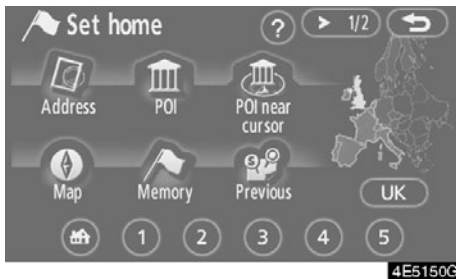 Set home ? > 1/2
Address POI POI near cursor
Map Memory Previous UK
1 2 3 4 5
4E5150G